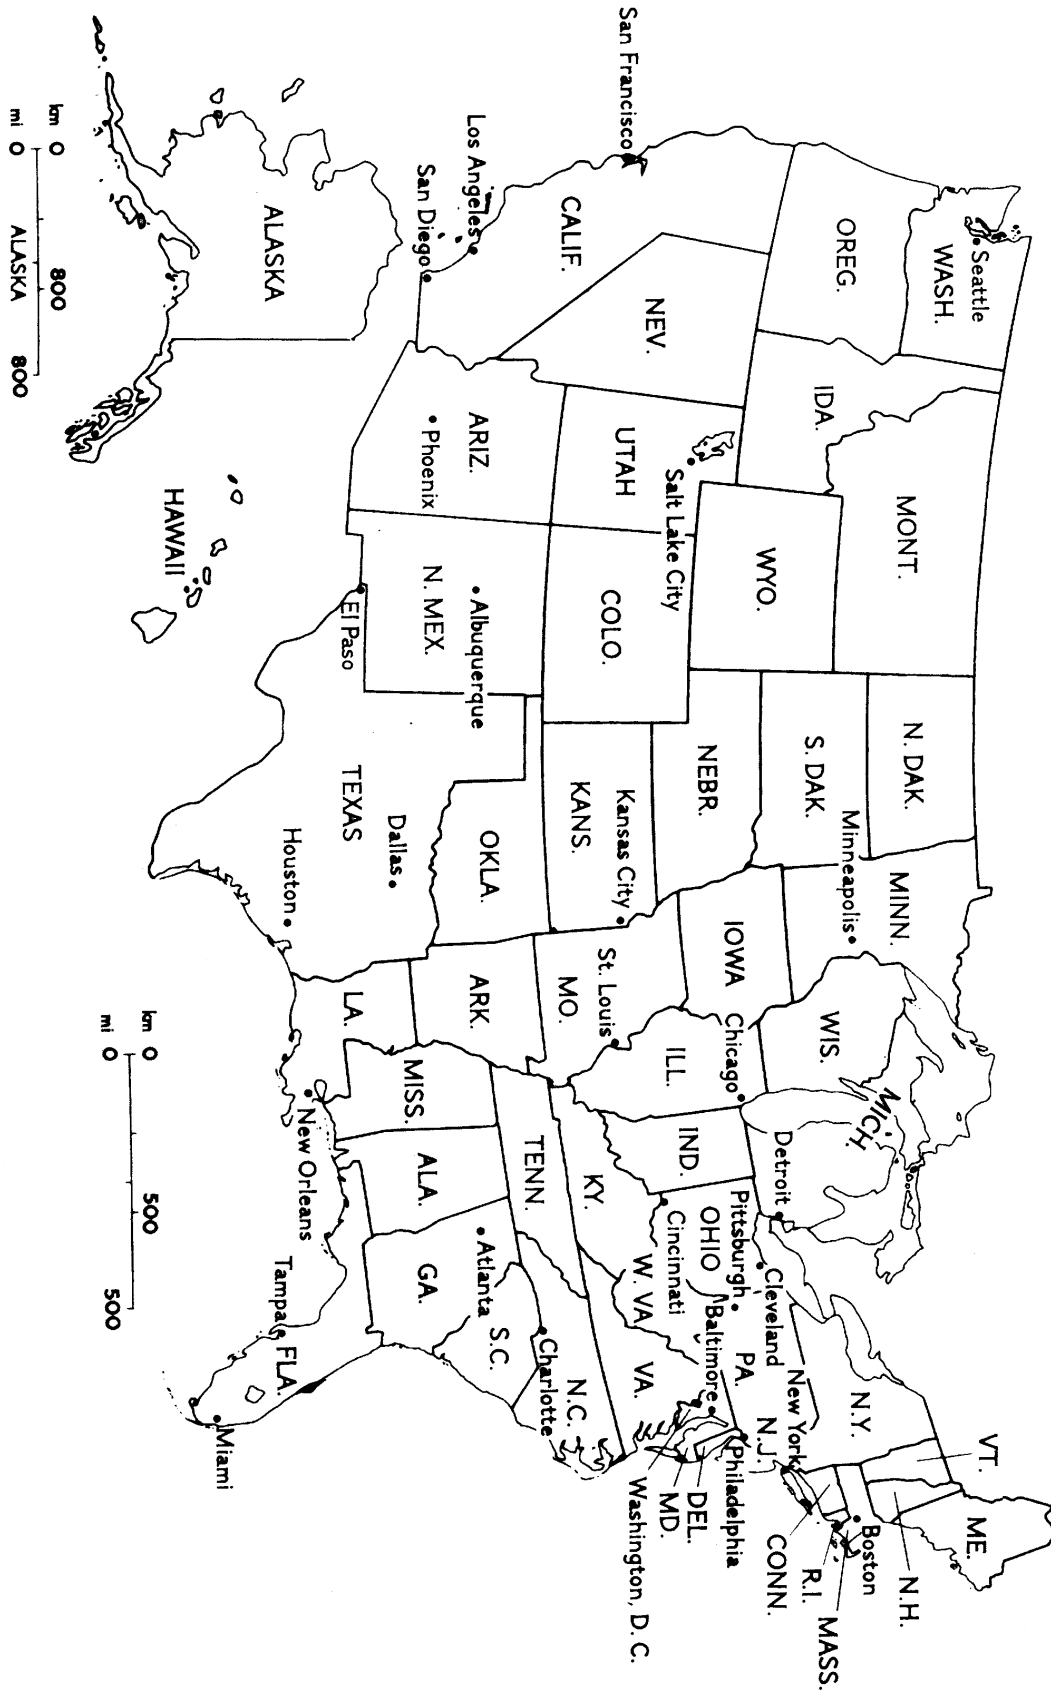 Seattle
WASH.
OREG.
IDA.
MONT.
N. DAK.
MINN.
S. DAK.
Minneapolis
WYO.
NEBR.
IOWA
WIS.
MICH.
Chicago
Detroit
San Francisco
CALIF.
NEV.
UTAH
Salt Lake City
COLO.
KANS.
Kansas City
MO.
St. Louis
ILL.
IND.
OHIO
Cincinnati
Cleveland
Pittsburgh
PA.
N.Y.
New York
N.J.
VT.
ME.
N.H.
Boston
MASS.
R.I.
CONN.
Philadelphia
DEL.
MD.
Washington, D. C.
Baltimore
W. VA.
VA.
KY.
TENN.
N.C.
Charlotte
S.C.
Atlanta
GA.
ALA.
MISS.
ARK.
LA.
New Orleans
OKLA.
TEXAS
Dallas
Houston
El Paso
N. MEX.
Albuquerque
ARIZ.
Phoenix
Los Angeles
San Diego
Tampa
FLA.
Miami
ALASKA
HAWAII
km 0 800
mi 0 ALASKA 800
km 0 500
mi 0 500